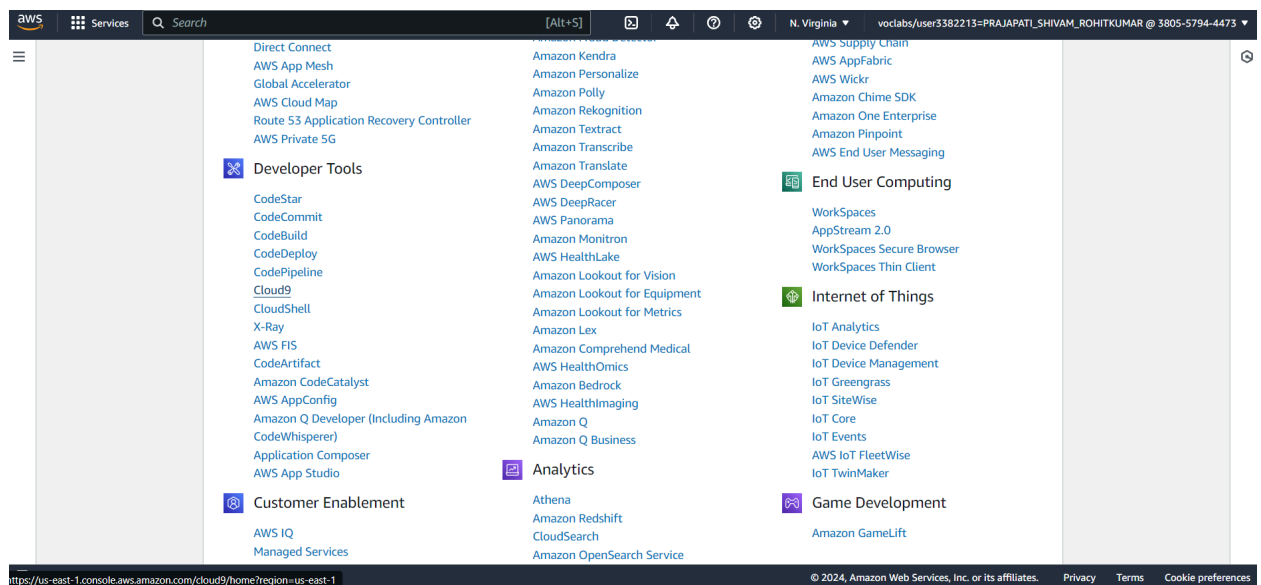 aws
Services
Search [Alt+S]
N. Virginia ▼
voclabs/user3382213=PRAJAPATI_SHIVAM_ROHITKUMAR @ 3805-5794-4473 ▼
Direct Connect
AWS App Mesh
Global Accelerator
AWS Cloud Map
Route 53 Application Recovery Controller
AWS Private 5G
Developer Tools
CodeStar
CodeCommit
CodeBuild
CodeDeploy
CodePipeline
Cloud9
CloudShell
X-Ray
AWS FIS
CodeArtifact
Amazon CodeCatalyst
AWS AppConfig
Amazon Q Developer (Including Amazon
CodeWhisperer)
Application Composer
AWS App Studio
Customer Enablement
AWS IQ
Managed Services
Amazon Fraud Detector
Amazon Kendra
Amazon Personalize
Amazon Polly
Amazon Rekognition
Amazon Textract
Amazon Transcribe
Amazon Translate
AWS DeepComposer
AWS DeepRacer
AWS Panorama
Amazon Monitron
AWS HealthLake
Amazon Lookout for Vision
Amazon Lookout for Equipment
Amazon Lookout for Metrics
Amazon Lex
Amazon Comprehend Medical
AWS HealthOmics
Amazon Bedrock
AWS HealthImaging
Amazon Q
Amazon Q Business
Analytics
Athena
Amazon Redshift
CloudSearch
Amazon OpenSearch Service
AWS Supply Chain
AWS AppFabric
AWS Wickr
Amazon Chime SDK
Amazon One Enterprise
Amazon Pinpoint
AWS End User Messaging
End User Computing
WorkSpaces
AppStream 2.0
WorkSpaces Secure Browser
WorkSpaces Thin Client
Internet of Things
IoT Analytics
IoT Device Defender
IoT Device Management
IoT Greengrass
IoT SiteWise
IoT Core
IoT Events
AWS IoT FleetWise
IoT TwinMaker
Game Development
Amazon GameLift
https://us-east-1.console.aws.amazon.com/cloud9/home?region=us-east-1
© 2024, Amazon Web Services, Inc. or its affiliates. Privacy Terms Cookie preferences